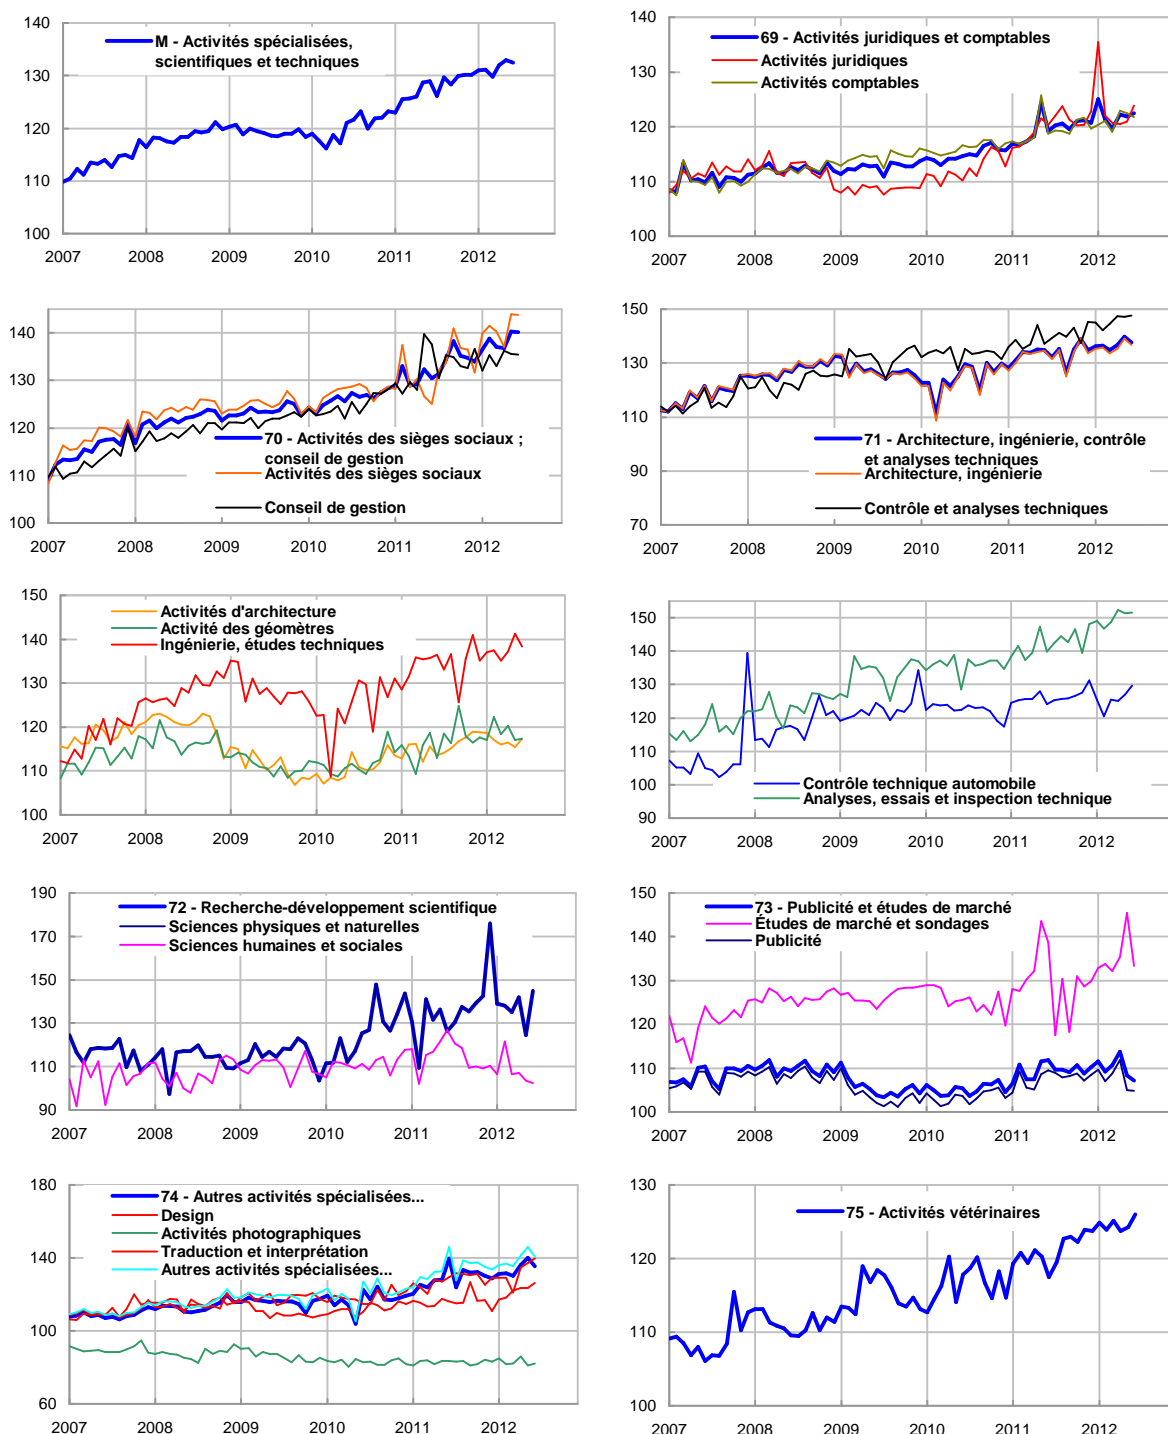 140
M - Activités spécialisées,
scientifiques et techniques
130
120
110
100
2007 2008 2009 2010 2011 2012
140
69 - Activités juridiques et comptables
Activités juridiques
Activités comptables
130
120
110
100
2007 2008 2009 2010 2011 2012
140
130
120
70 - Activités des sièges sociaux ;
conseil de gestion
Activités des sièges sociaux
110
Conseil de gestion
100
2007 2008 2009 2010 2011 2012
150
130
110
71 - Architecture, ingénierie, contrôle
et analyses techniques
Architecture, ingénierie
90
Contrôle et analyses techniques
70
2007 2008 2009 2010 2011 2012
150
Activités d'architecture
Activité des géomètres
Ingénierie, études techniques
140
130
120
110
100
2007 2008 2009 2010 2011 2012
150
140
130
120
110
100
Contrôle technique automobile
Analyses, essais et inspection technique
90
2007 2008 2009 2010 2011 2012
190
72 - Recherche-développement scientifique
Sciences physiques et naturelles
Sciences humaines et sociales
170
150
130
110
90
2007 2008 2009 2010 2011 2012
150
73 - Publicité et études de marché
Études de marché et sondages
Publicité
140
130
120
110
100
2007 2008 2009 2010 2011 2012
180
74 - Autres activités spécialisées...
Design
Activités photographiques
Traduction et interprétation
Autres activités spécialisées...
140
100
60
2007 2008 2009 2010 2011 2012
130
75 - Activités vétérinaires
120
110
100
2007 2008 2009 2010 2011 2012